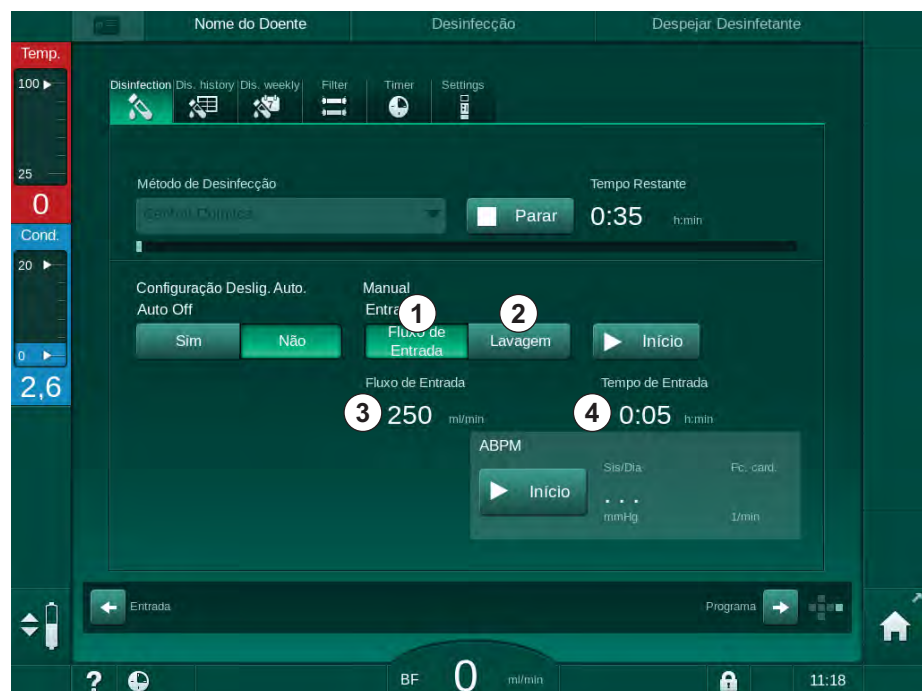 Nome do Doente
Desinfecção
Despejar Desinfetante
Temp.
100
25
0
Cond.
20
0
2,6
Disinfection
Dis. history
Dis. weekly
Filter
Timer
Settings
Método de Desinfecção
Tempo Restante
Parar
0:35 h:min
Configuração Deslig. Auto.
Auto Off
Sim
Não
Manual
1
2
Fluxo de
Entrada
Lavagem
Início
Fluxo de Entrada
Tempo de Entrada
3
250 ml/min
4
0:05 h:min
ABPM
Início
Sis/Dia
Fc. card.
. . .
mmHg
1/min
Entrada
Programa
?
BF 0 ml/min
11:18